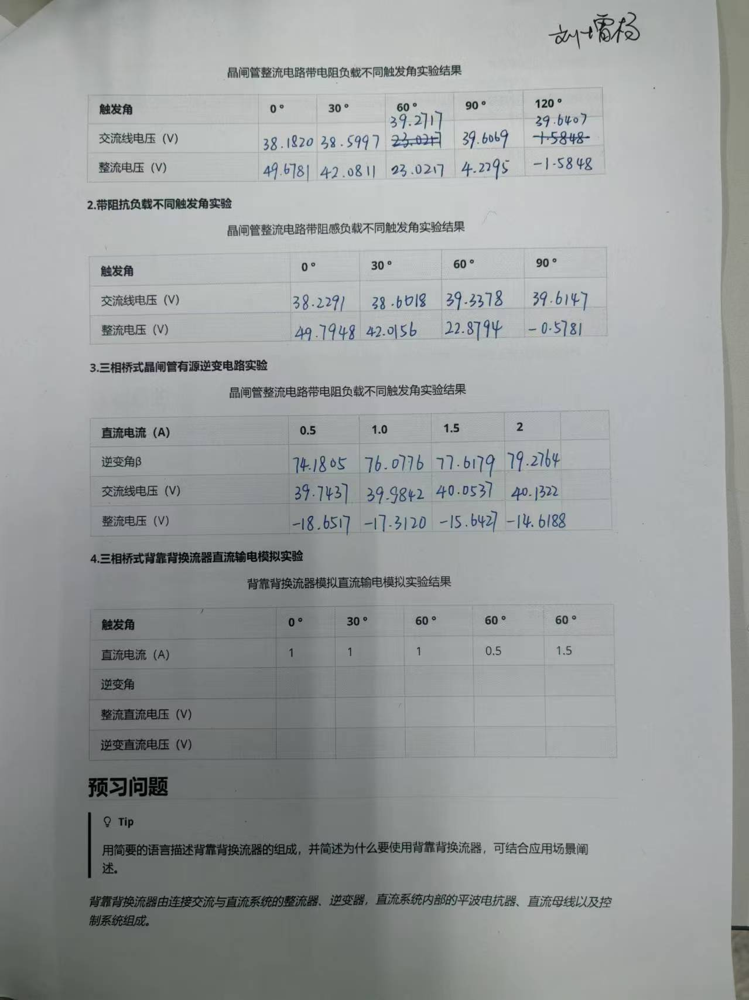 刘增杨
晶闸管整流电路带电阻负载不同触发角实验结果
触发角 0° 30° 60° 90° 120°
39.2717 39.6407
交流线电压（V） 38.1820 38.5997 23.0217 39.6069 -1.5848
整流电压（V） 49.6781 42.0811 23.0217 4.2295 -1.5848
2.带阻抗负载不同触发角实验
晶闸管整流电路带阻感负载不同触发角实验结果
触发角 0° 30° 60° 90°
交流线电压（V） 38.2291 38.6018 39.3378 39.6147
整流电压（V） 49.7948 42.0156 22.8794 -0.5781
3.三相桥式晶闸管有源逆变电路实验
晶闸管整流电路带电阻负载不同触发角实验结果
直流电流（A） 0.5 1.0 1.5 2
逆变角β 74.1805 76.0776 77.6179 79.2764
交流线电压（V） 39.7437 39.9842 40.0537 40.1322
整流电压（V） -18.6517 -17.3120 -15.6427 -14.6188
4.三相桥式背靠背换流器直流输电模拟实验
背靠背换流器模拟直流输电模拟实验结果
触发角 0° 30° 60° 60° 60°
直流电流（A） 1 1 1 0.5 1.5
逆变角
整流直流电压（V）
逆变直流电压（V）
预习问题
Tip
用简要的语言描述背靠背换流器的组成，并简述为什么要使用背靠背换流器，可结合应用场景阐
述。
背靠背换流器由连接交流与直流系统的整流器、逆变器，直流系统内部的平波电抗器、直流母线以及控
制系统组成。